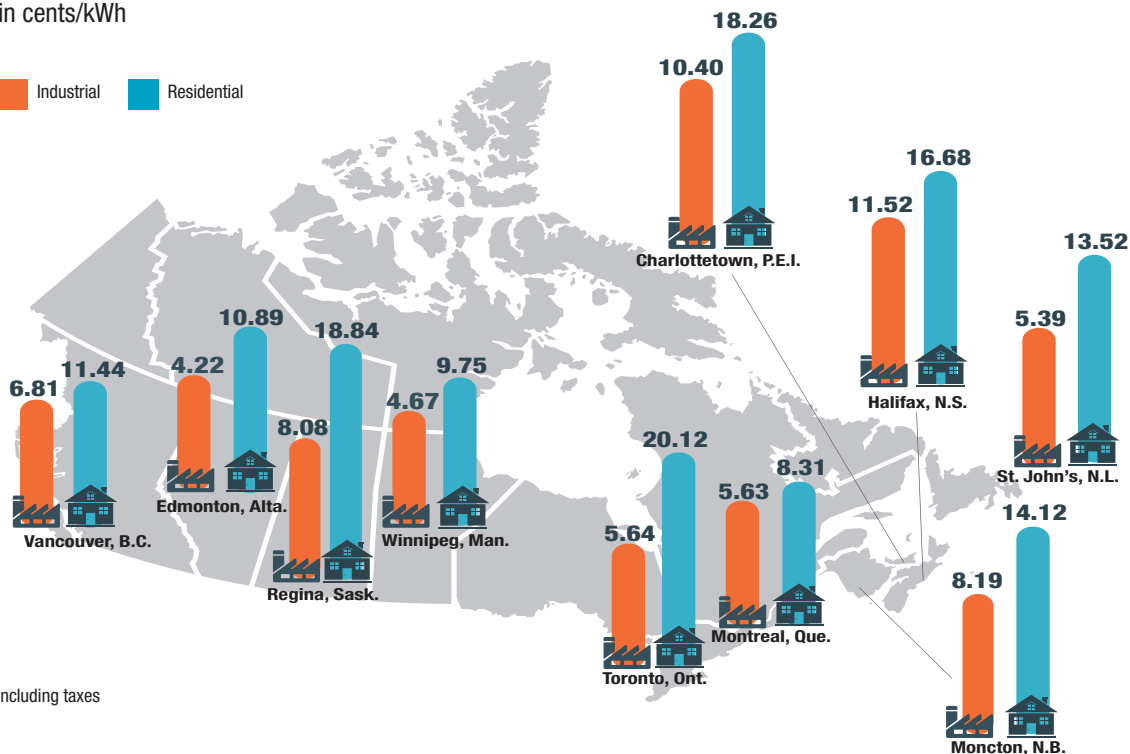 in cents/kWh
Industrial
Residential
10.40
18.26
Charlottetown, P.E.I.
11.52
16.68
Halifax, N.S.
5.39
13.52
St. John's, N.L.
6.81
11.44
Vancouver, B.C.
4.22
10.89
Edmonton, Alta.
8.08
18.84
Regina, Sask.
4.67
9.75
Winnipeg, Man.
5.64
20.12
Toronto, Ont.
5.63
8.31
Montreal, Que.
8.19
14.12
Moncton, N.B.
including taxes